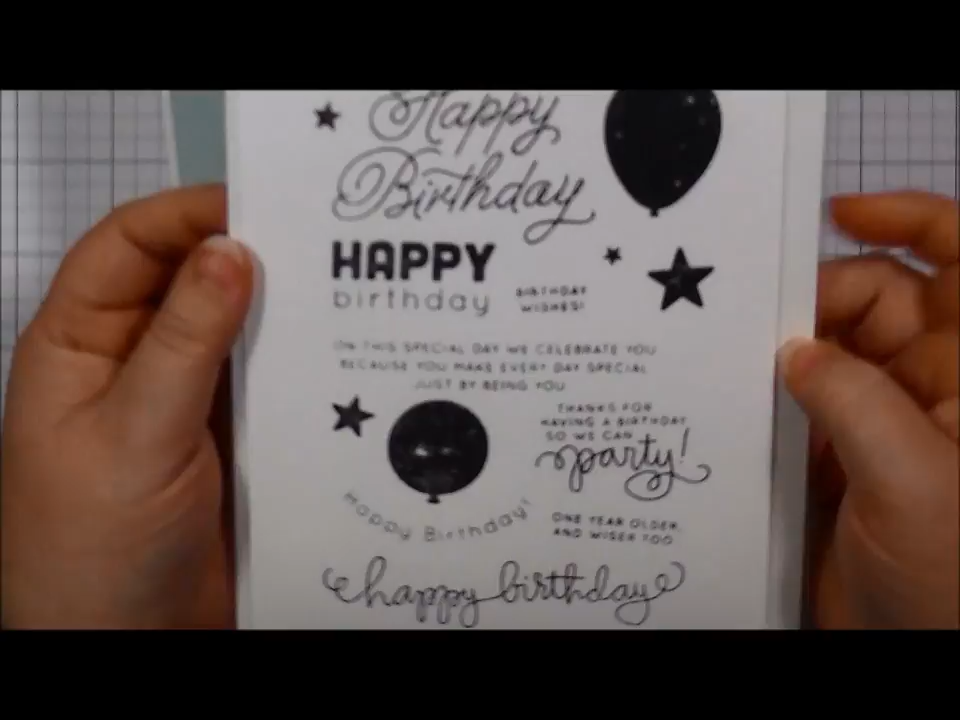 Happy
Birthday
HAPPY
birthday
BIRTHDAY
WISHES!
ON THIS SPECIAL DAY WE CELEBRATE YOU
BECAUSE YOU MAKE EVERY DAY SPECIAL
JUST BY BEING YOU
THANKS FOR
HAVING A BIRTHDAY
SO WE CAN
party!
Happy Birthday!
ONE YEAR OLDER,
AND WISER TOO
happy birthday